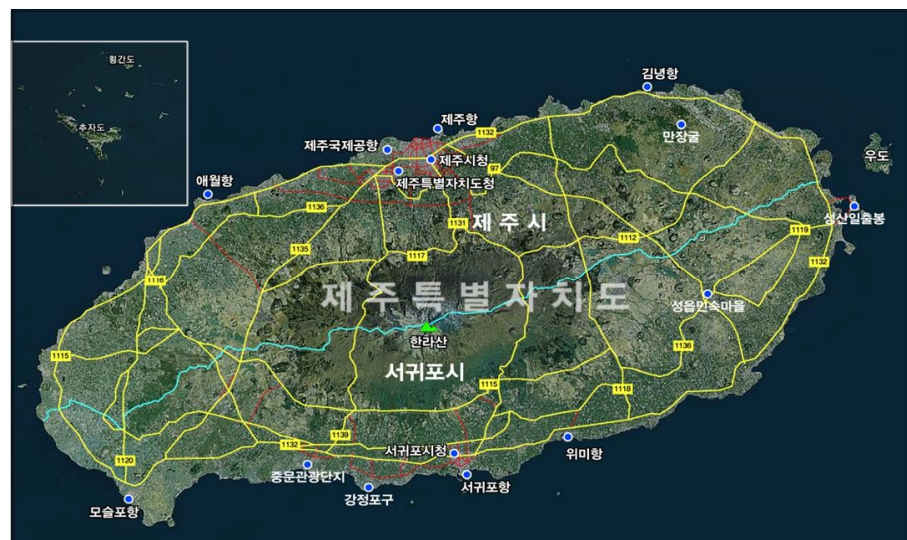 횡간도
추자도
김녕항
제주항
1132
만장굴
제주국제공항
제주시청
우도
97
제주특별자치도청
애월항
1136
성산일출봉
1131
제주시
1119
1112
1135
1117
1132
1116
제주특별자치도
성읍민속마을
한라산
1136
1115
서귀포시
1115
1118
1139
1132
서귀포시청
위미항
1120
중문관광단지
서귀포항
강정포구
모슬포항